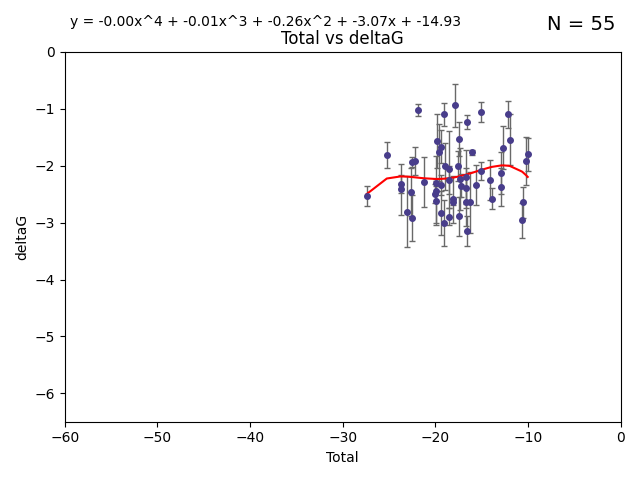 y = -0.00x^4 + -0.01x^3 + -0.26x^2 + -3.07x + -14.93
N = 55
Total vs deltaG
0
−1
−2
−3
−4
−5
−6
deltaG
−60 −50 −40 −30 −20 −10 0
Total